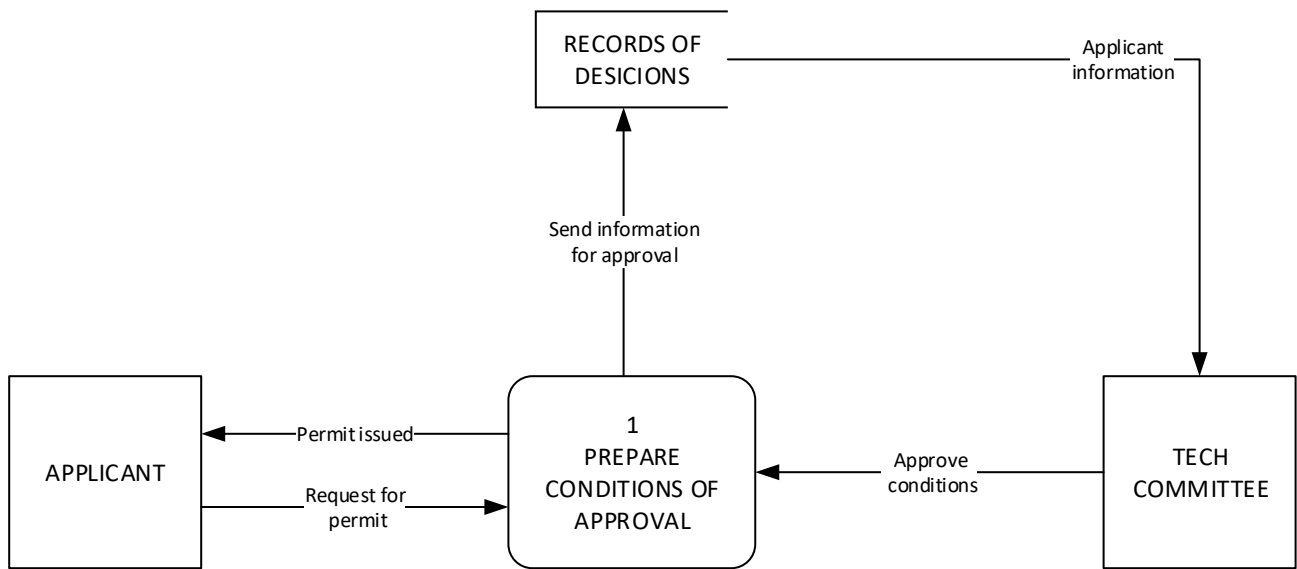 RECORDS OF
DESICIONS
Applicant
information
Send information
for approval
APPLICANT
Permit issued
Request for
permit
1
PREPARE
CONDITIONS OF
APPROVAL
Approve
conditions
TECH
COMMITTEE